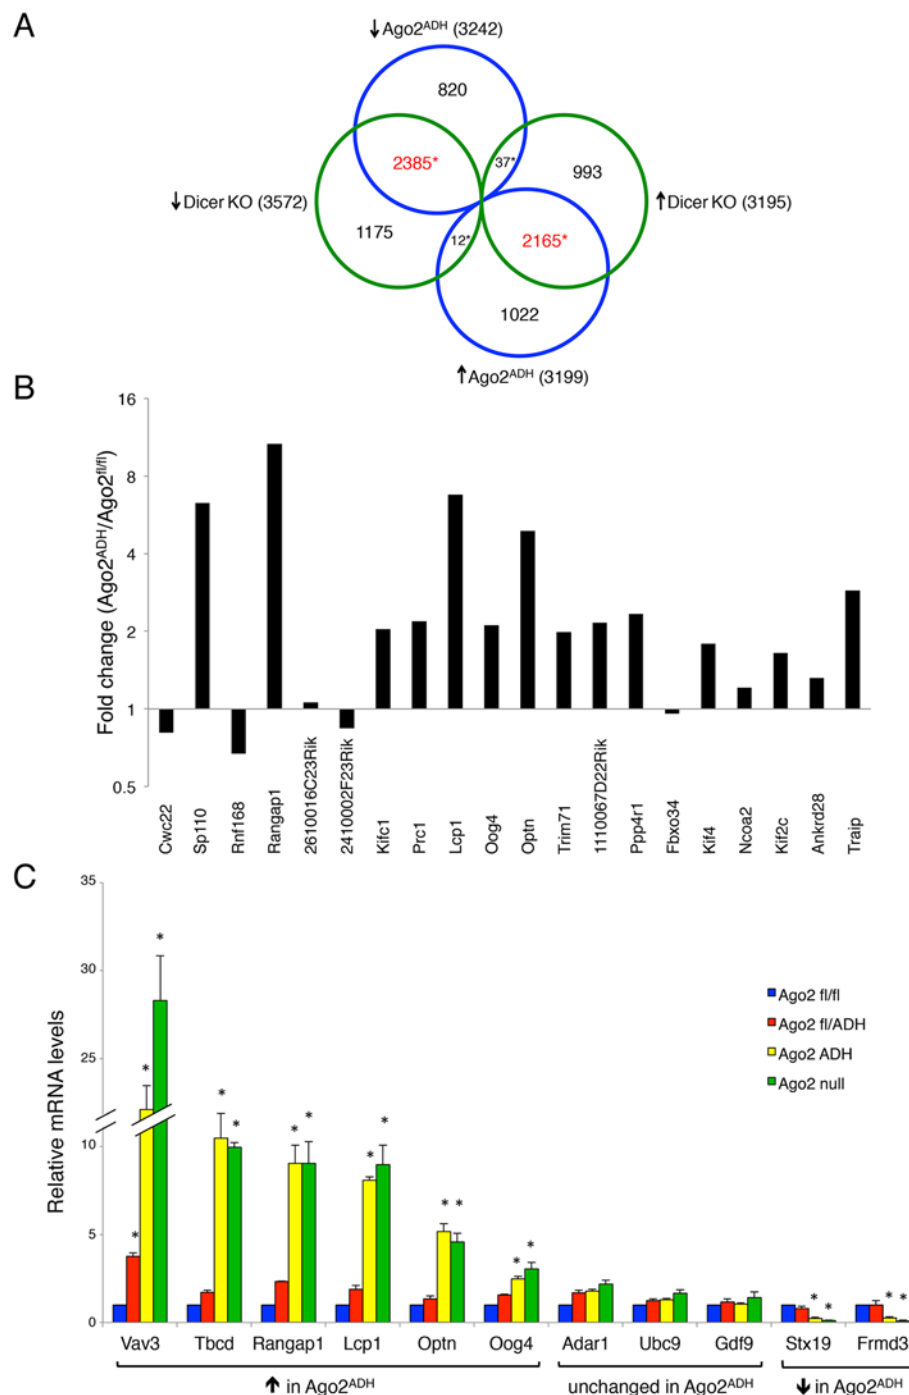 A
↓Ago2ADH (3242)
820
2385*
37*
993
↓Dicer KO (3572)
↑Dicer KO (3195)
1175
12*
2165*
1022
↑Ago2ADH (3199)
B
Fold change (Ago2ADH/Ago2fl/fl)
16
8
4
2
1
0.5
Cwc22
Sp110
Rnf168
Rangap1
2610016C23Rik
2410002F23Rik
Kifc1
Prc1
Lcp1
Oog4
Optn
Trim71
1110067D22Rik
Ppp4r1
Fbxo34
Kif4
Ncoa2
Kif2c
Ankrd28
Traip
C
Relative mRNA levels
35
30
25
10
5
0
* * *
* *
* *
* *
* *
* *
* *
* *
Ago2 fl/fl
Ago2 fl/ADH
Ago2 ADH
Ago2 null
Vav3 Tbcd Rangap1 Lcp1 Optn Oog4 Adar1 Ubc9 Gdf9 Stx19 Frmd3
↑ in Ago2ADH unchanged in Ago2ADH ↓ in Ago2ADH